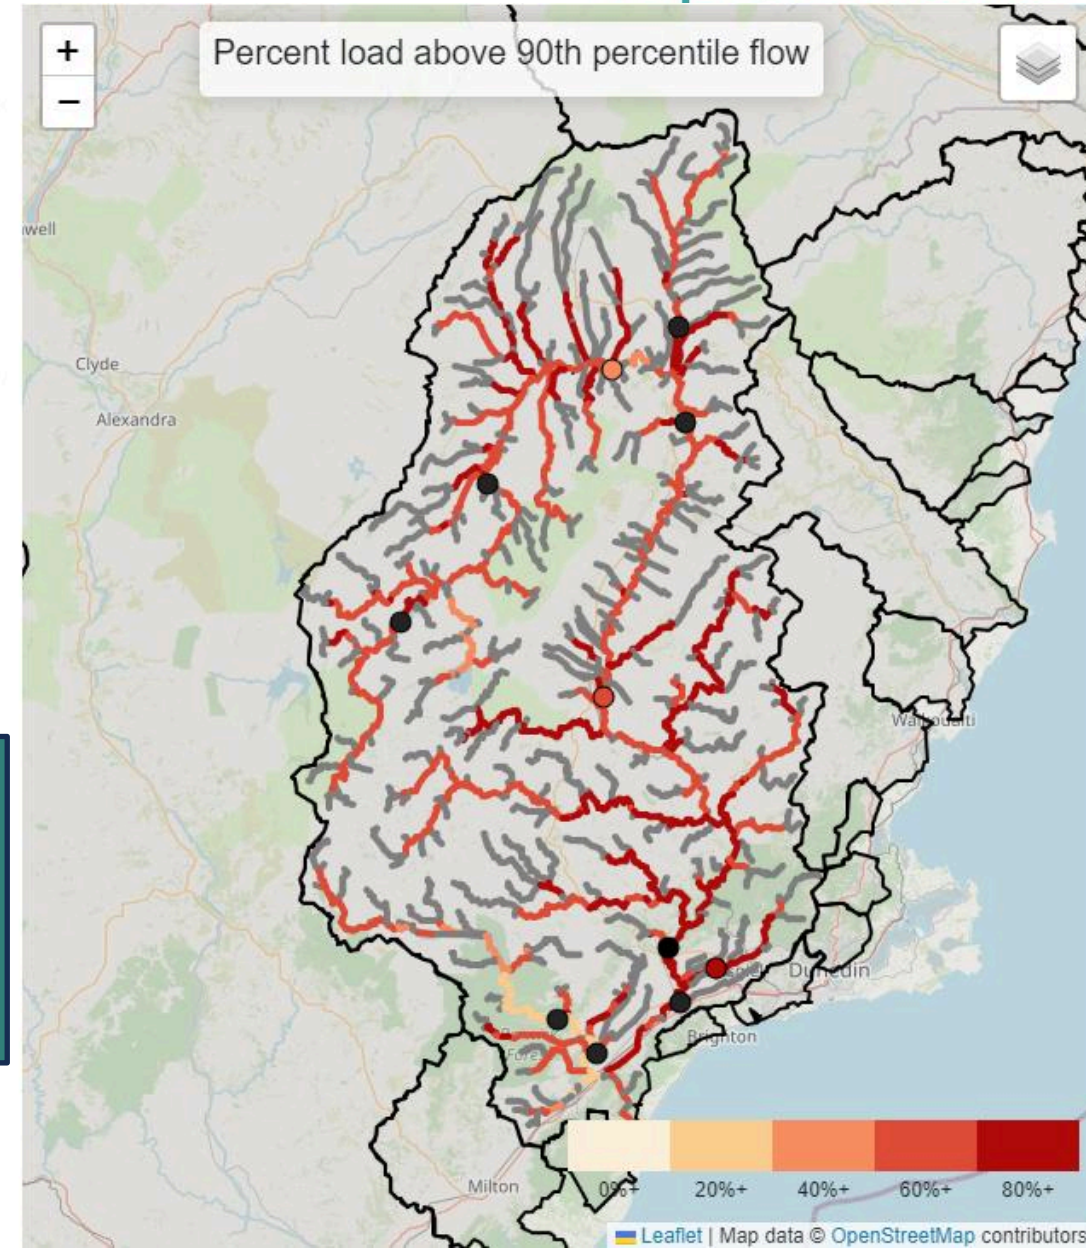 +
Percent load above 90th percentile flow
−
well
Clyde
Alexandra
Dunedin
Brighton
Milton
0%+ 20%+ 40%+ 60%+ 80%+
Leaflet | Map data © OpenStreetMap contributors